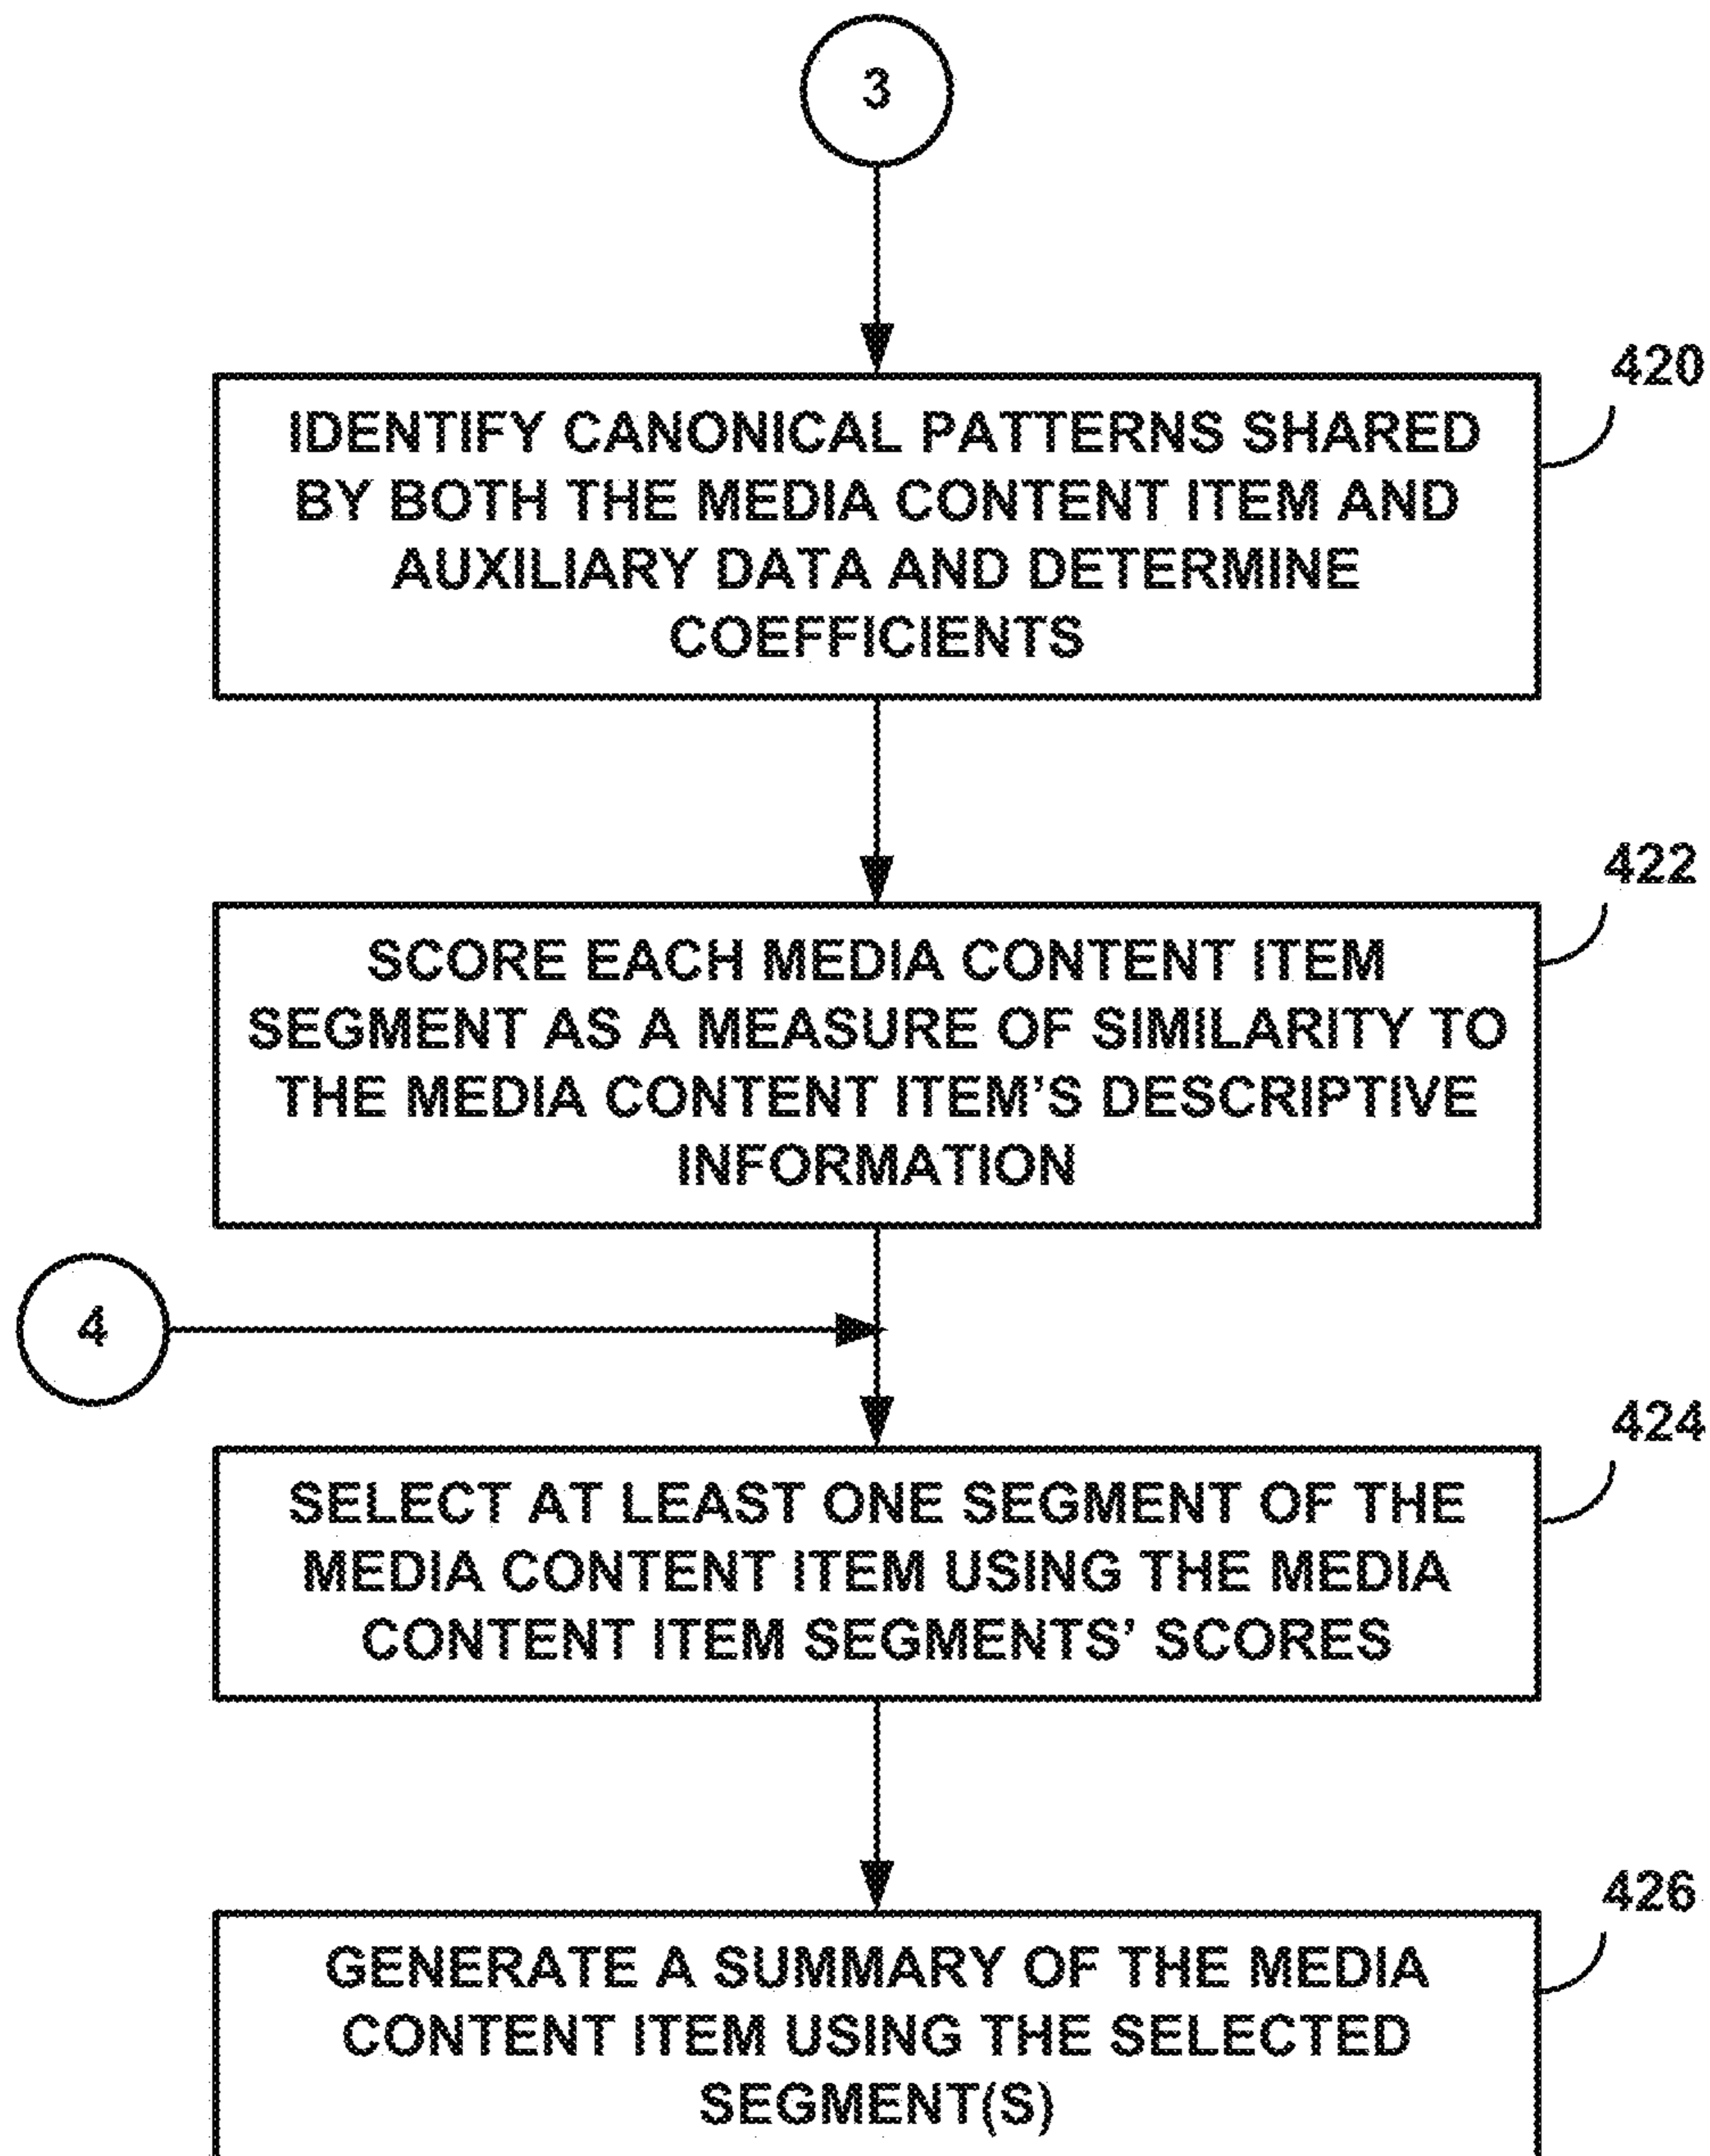 3
420
IDENTIFY CANONICAL PATTERNS SHARED
BY BOTH THE MEDIA CONTENT ITEM AND
AUXILIARY DATA AND DETERMINE
COEFFICIENTS
422
SCORE EACH MEDIA CONTENT ITEM
SEGMENT AS A MEASURE OF SIMILARITY TO
THE MEDIA CONTENT ITEM’S DESCRIPTIVE
INFORMATION
4
424
SELECT AT LEAST ONE SEGMENT OF THE
MEDIA CONTENT ITEM USING THE MEDIA
CONTENT ITEM SEGMENTS’ SCORES
426
GENERATE A SUMMARY OF THE MEDIA
CONTENT ITEM USING THE SELECTED
SEGMENT(S)